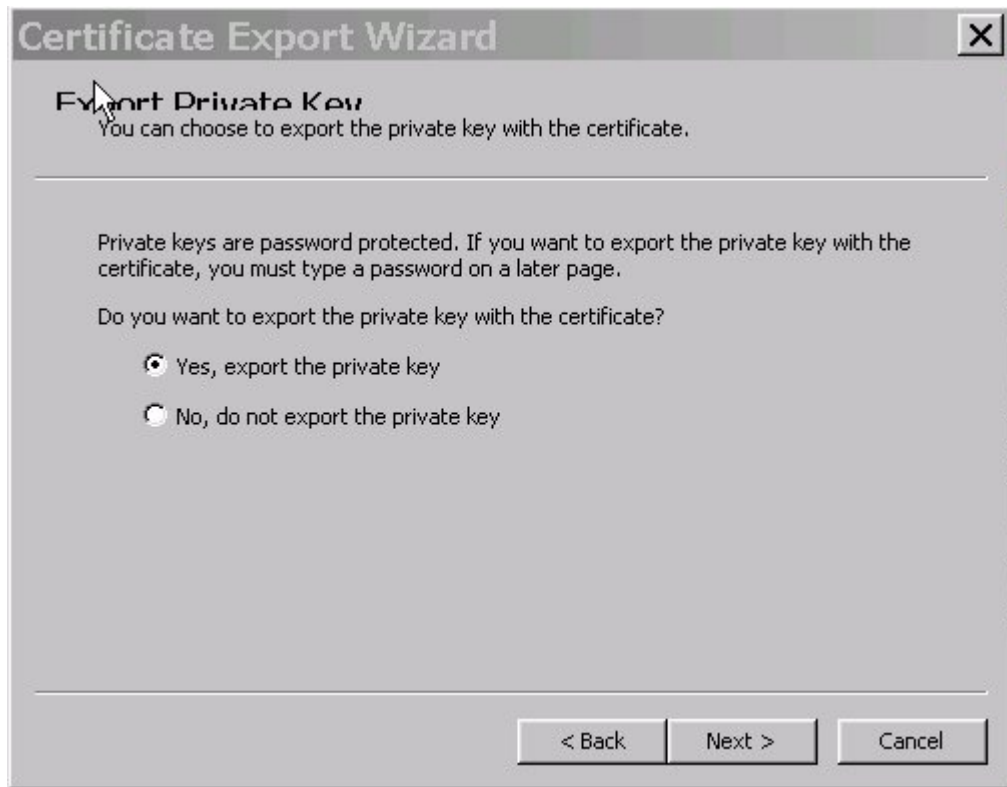 Certificate Export Wizard
Export Private Key
You can choose to export the private key with the certificate.
Private keys are password protected. If you want to export the private key with the
certificate, you must type a password on a later page.
Do you want to export the private key with the certificate?
Yes, export the private key
No, do not export the private key
< Back
Next >
Cancel